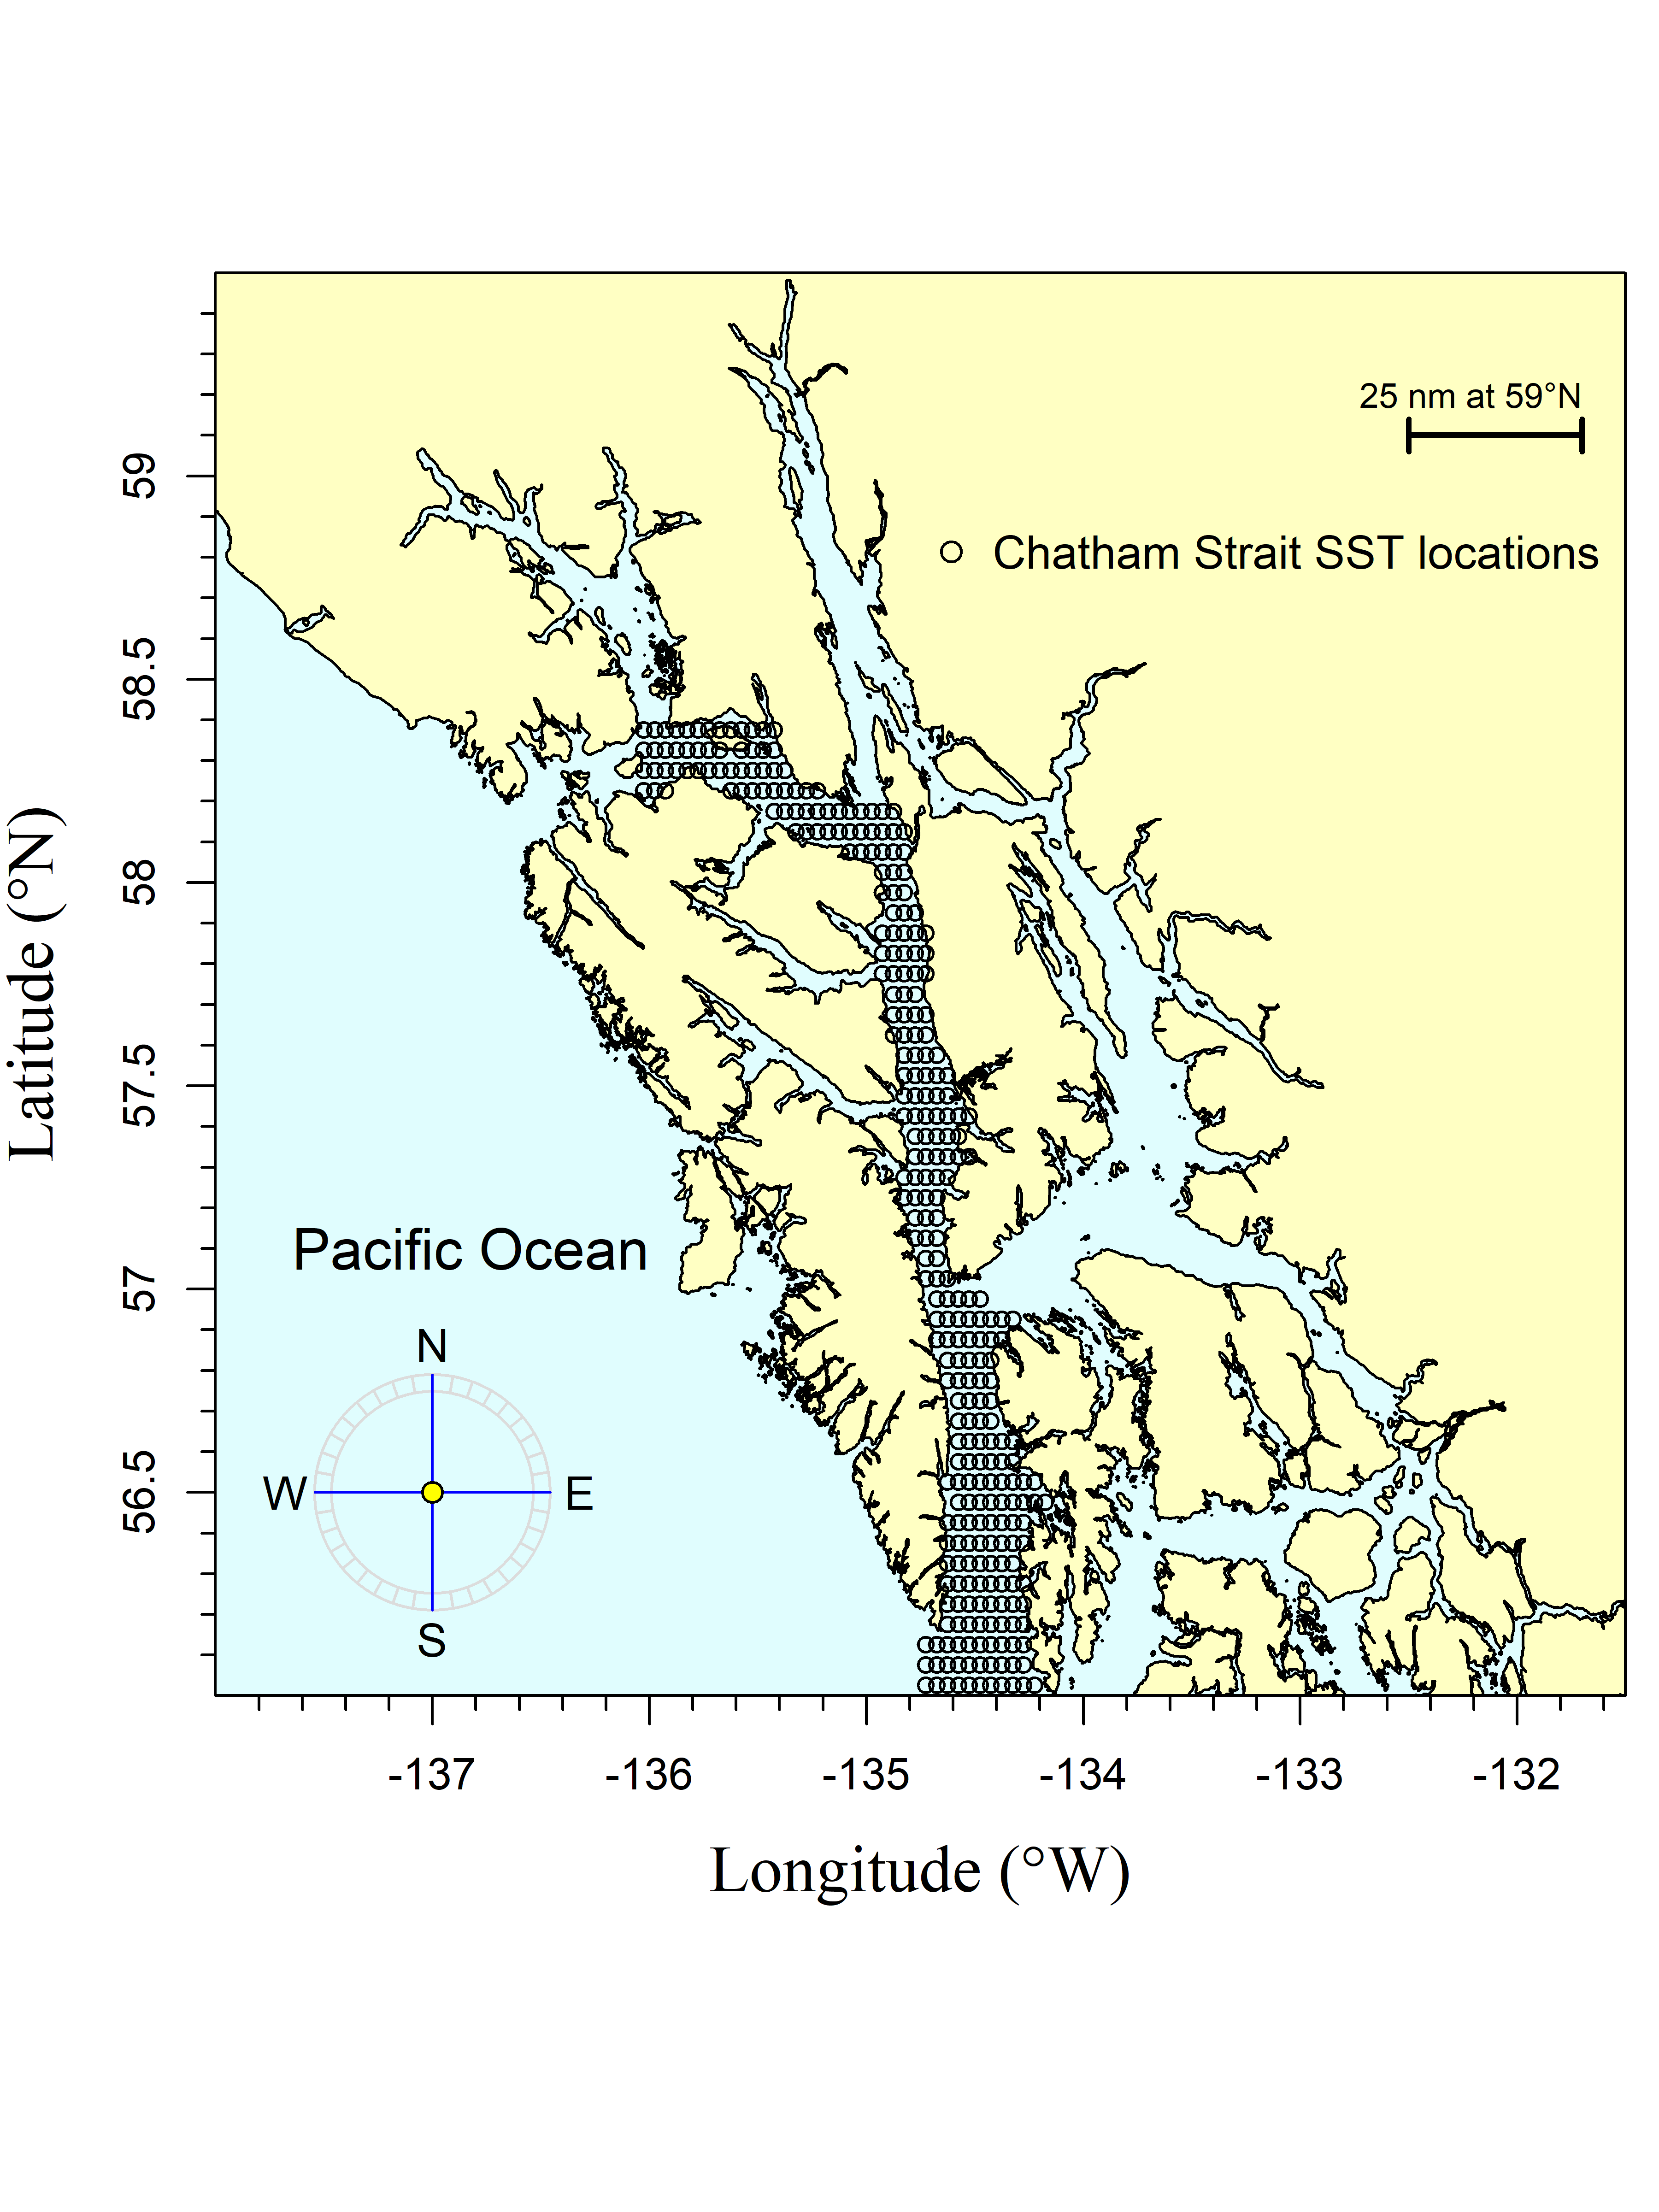 25 nm at 59°N
Chatham Strait SST locations
Latitude (°N)
59
58.5
58
57.5
57
56.5
Pacific Ocean
N
W
E
S
-137
-136
-135
-134
-133
-132
Longitude (°W)